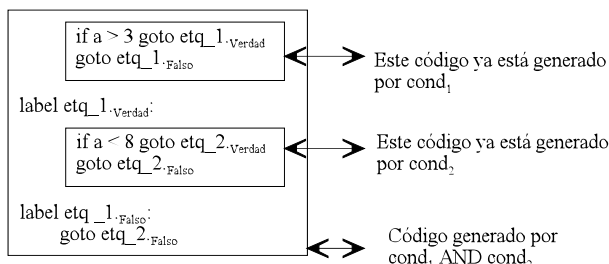 if a > 3 goto etq_1.Verdad
goto etq_1.Falso
Este código ya está generado
por cond1
label etq_1.Verdad:
if a < 8 goto etq_2.Verdad
goto etq_2.Falso
Este código ya está generado
por cond2
label etq _1.Falso:
goto etq_2.Falso
Código generado por
cond1 AND cond2